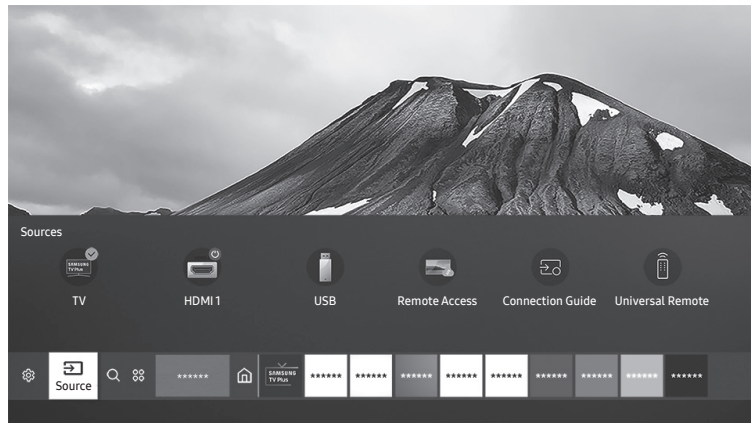 Sources
SAMSUNG
TV Plus
TV
HDMI 1
USB
Remote Access
Connection Guide
Universal Remote
Source
******
SAMSUNG
TV Plus
******
******
******
******
******
******
******
******
******